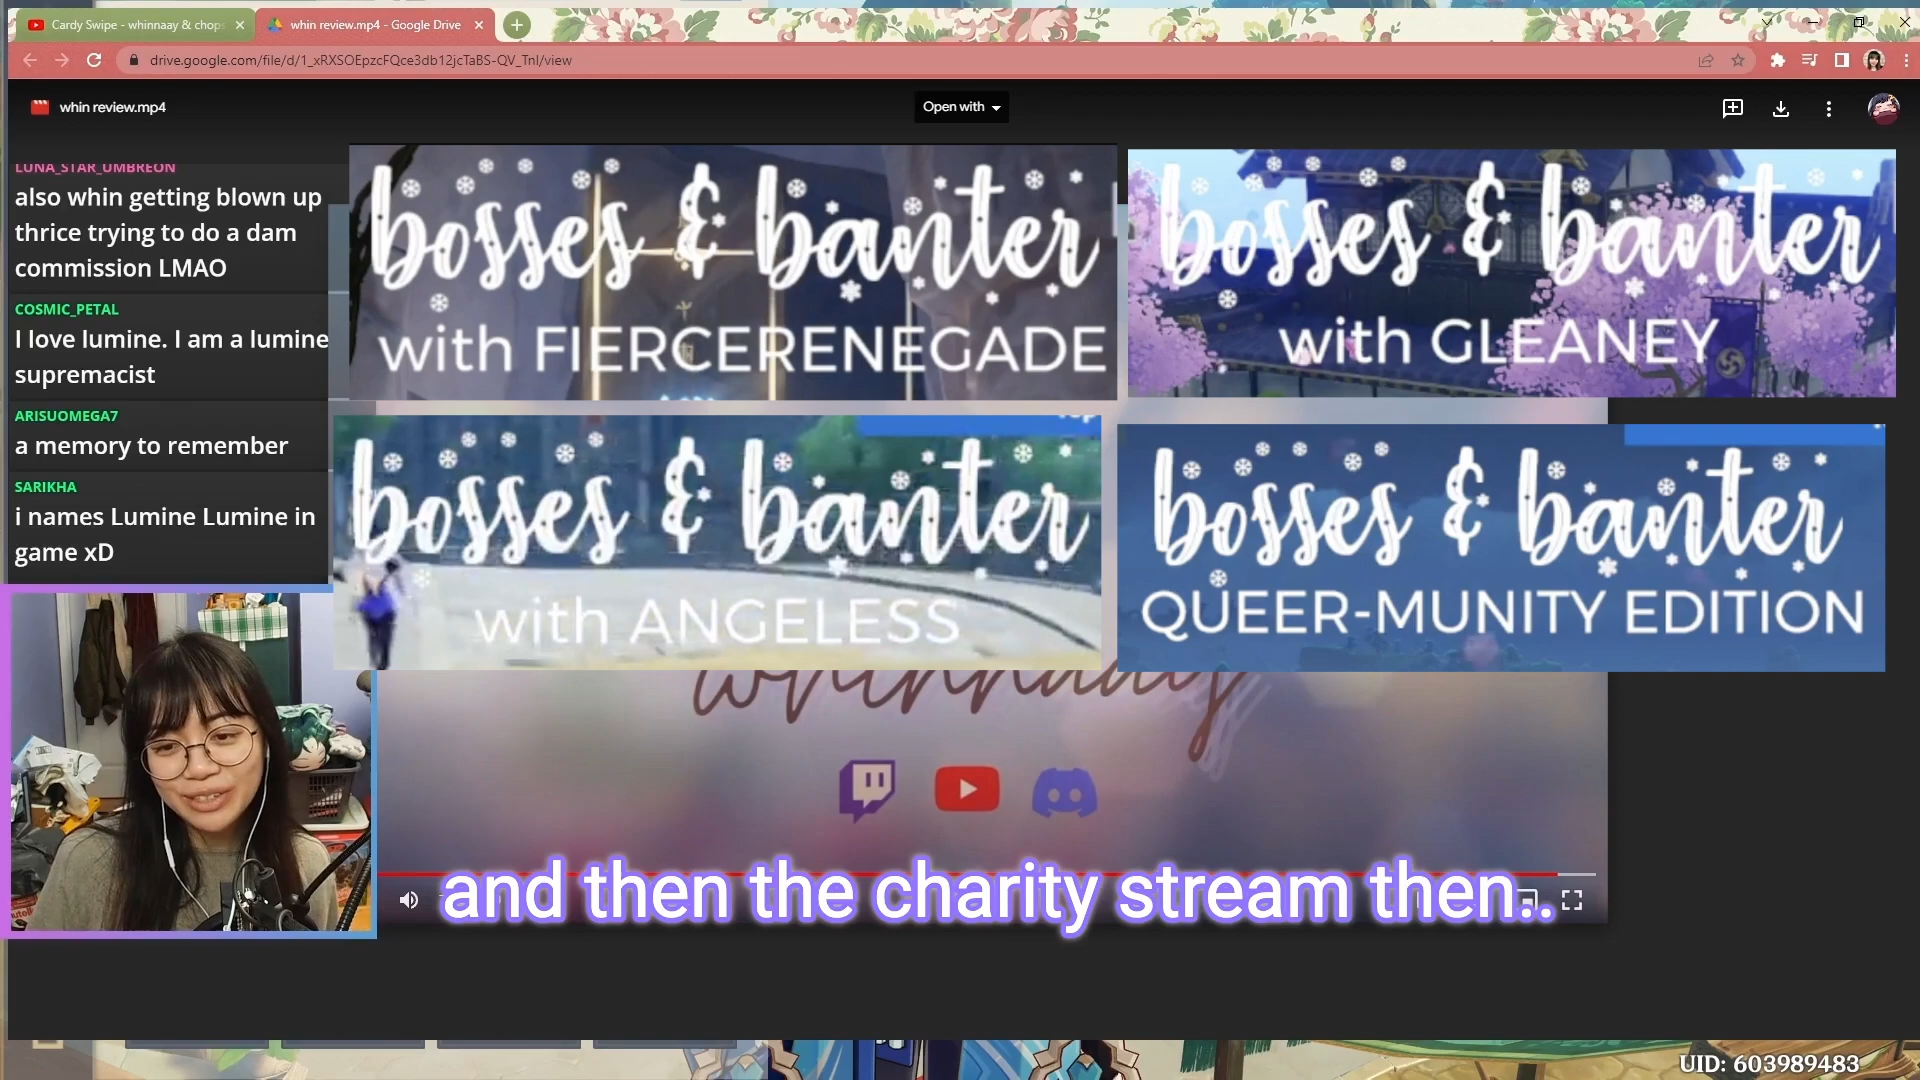 Cardy Swipe - whinnaay & chops
whin review.mp4 - Google Drive
drive.google.com/file/d/1_xRXSOEpzcFQce3db12jcTaBS-QV_TnI/view
whin review.mp4
Open with
LUNA_STAR_UMBREON
also whin getting blown up
thrice trying to do a dam
commission LMAO
COSMIC_PETAL
I love lumine. I am a lumine
supremacist
ARISUOMEGA7
a memory to remember
SARIKHA
i names Lumine Lumine in
game xD
bosses & banter
with FIERCERENEGADE
bosses & banter
with GLEANEY
bosses & banter
with ANGELESS
bosses & banter
QUEER-MUNITY EDITION
whinnaay
and then the charity stream then..
UID: 603989483